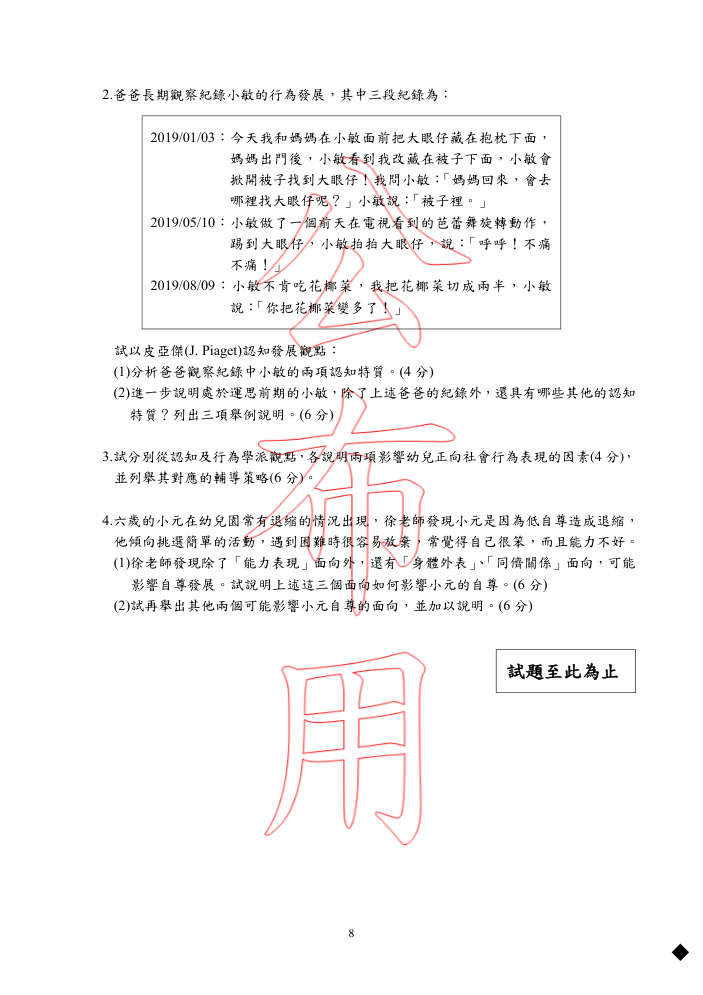 2.爸爸長期觀察紀錄小敏的行為發展，其中三段紀錄為：
2019/01/03：今天我和媽媽在小敏面前把大眼仔藏在抱枕下面，
媽媽出門後，小敏看到我改藏在被子下面，小敏會
掀開被子找到大眼仔！我問小敏：「媽媽回來，會去
哪裡找大眼仔呢？」小敏說：「被子裡。」
2019/05/10：小敏做了一個前天在電視看到的芭蕾舞旋轉動作，
踢到大眼仔，小敏拍拍大眼仔，說：「呼呼！不痛
不痛！」
2019/08/09：小敏不肯吃花椰菜，我把花椰菜切成兩半，小敏
說：「你把花椰菜變多了！」
試以皮亞傑(J. Piaget)認知發展觀點：
(1)分析爸爸觀察紀錄中小敏的兩項認知特質。(4 分)
(2)進一步說明處於運思前期的小敏，除了上述爸爸的紀錄外，還具有哪些其他的認知
特質？列出三項舉例說明。(6 分)
3.試分別從認知及行為學派觀點，各說明兩項影響幼兒正向社會行為表現的因素(4 分)，
並列舉其對應的輔導策略(6 分)。
4.六歲的小元在幼兒園常有退縮的情況出現，徐老師發現小元是因為低自尊造成退縮，
他傾向挑選簡單的活動，遇到困難時很容易放棄，常覺得自己很笨，而且能力不好。
(1)徐老師發現除了「能力表現」面向外，還有「身體外表」、「同儕關係」面向，可能
影響自尊發展。試說明上述這三個面向如何影響小元的自尊。(6 分)
(2)試再舉出其他兩個可能影響小元自尊的面向，並加以說明。(6 分)
試題至此為止
公
布
用
8